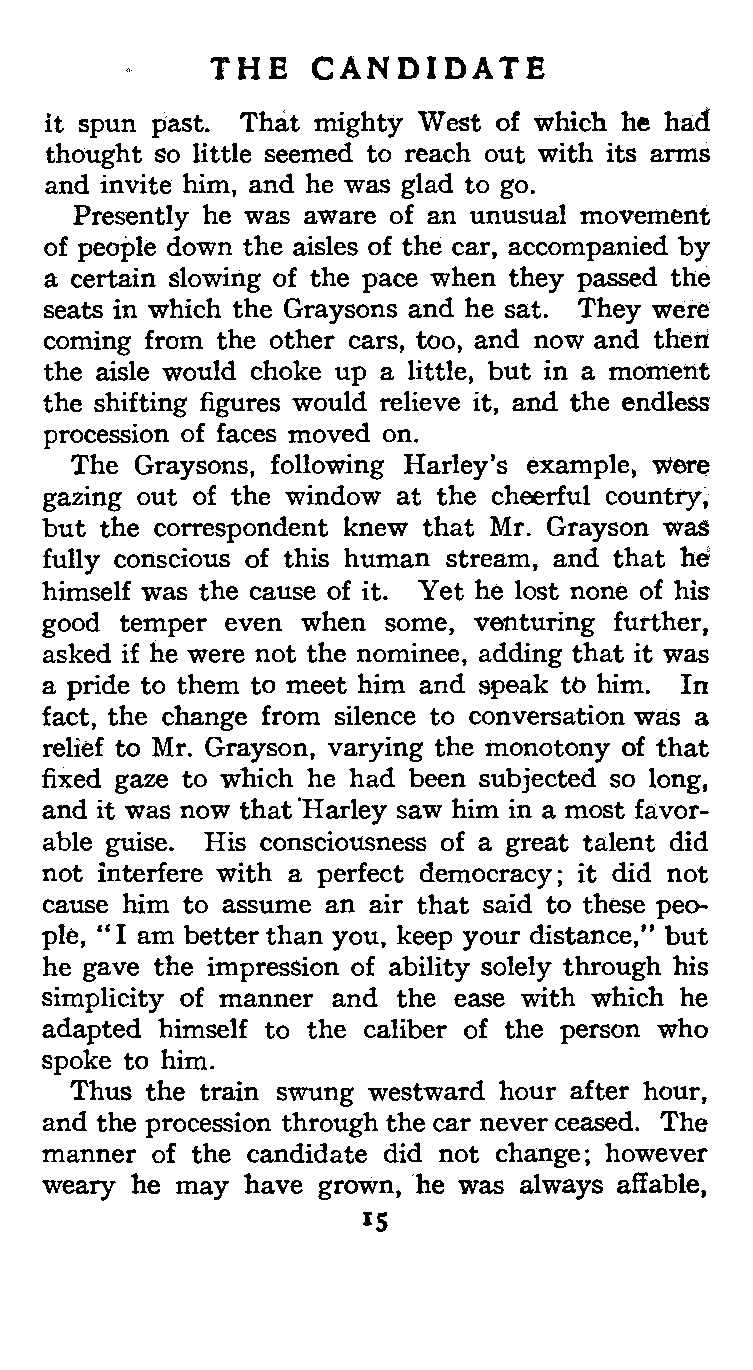 THE CANDIDATE
it spun past. That mighty West of which he had
thought so little seemed to reach out with its arms
and invite him, and he was glad to go.
Presently he was aware of an unusual movement
of people down the aisles of the car, accompanied by
a certain slowing of the pace when they passed the
seats in which the Graysons and he sat. They were
coming from the other cars, too, and now and then
the aisle would choke up a little, but in a moment
the shifting figures would relieve it, and the endless
procession of faces moved on.
The Graysons, following Harley's example, were
gazing out of the window at the cheerful country,
but the correspondent knew that Mr. Grayson was
fully conscious of this human stream, and that he
himself was the cause of it. Yet he lost none of his
good temper even when some, venturing further,
asked if he were not the nominee, adding that it was
a pride to them to meet him and speak to him. In
fact, the change from silence to conversation was a
relief to Mr. Grayson, varying the monotony of that
fixed gaze to which he had been subjected so long,
and it was now that Harley saw him in a most favor-
able guise. His consciousness of a great talent did
not interfere with a perfect democracy; it did not
cause him to assume an air that said to these peo-
ple, "I am better than you, keep your distance," but
he gave the impression of ability solely through his
simplicity of manner and the ease with which he
adapted himself to the caliber of the person who
spoke to him.
Thus the train swung westward hour after hour,
and the procession through the car never ceased. The
manner of the candidate did not change; however
weary he may have grown, he was always affable,
15